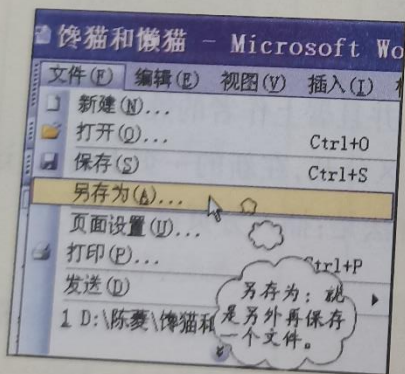 馋猫和懒猫 - Microsoft Wo
文件(F) 编辑(E) 视图(V) 插入(I)
新建(N)...
打开(O)... Ctrl+O
保存(S) Ctrl+S
另存为(A)...
页面设置(U)...
打印(P)... Ctrl+P
发送(D)
1 D:\陈菱\馋猫和
另存为：就
是另外再保存
一个文件。